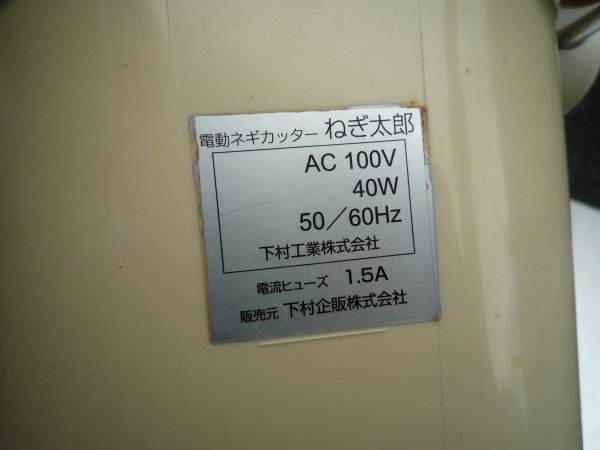 電動ネギカッター ねぎ太郎
AC 100V
40W
50／60Hz
下村工業株式会社
電流ヒューズ 1.5A
販売元 下村企販株式会社